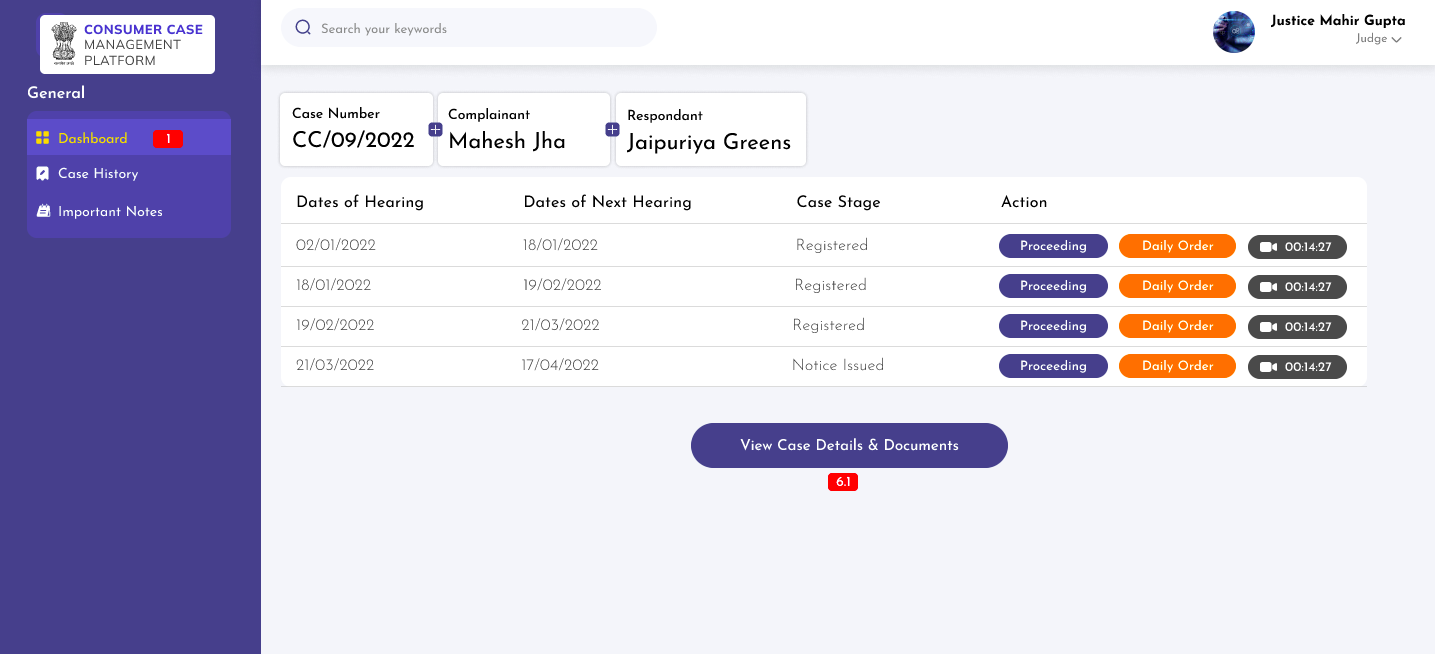 CONSUMER CASE
MANAGEMENT
PLATFORM
General
Dashboard 1
Case History
Important Notes
Search your keywords
Justice Mahir Gupta
Judge
Case Number
CC/09/2022
Complainant
Mahesh Jha
Respondant
Jaipuriya Greens
Dates of Hearing Dates of Next Hearing Case Stage Action
02/01/2022 18/01/2022 Registered Proceeding Daily Order 00:14:27
18/01/2022 19/02/2022 Registered Proceeding Daily Order 00:14:27
19/02/2022 21/03/2022 Registered Proceeding Daily Order 00:14:27
21/03/2022 17/04/2022 Notice Issued Proceeding Daily Order 00:14:27
View Case Details & Documents
6.1